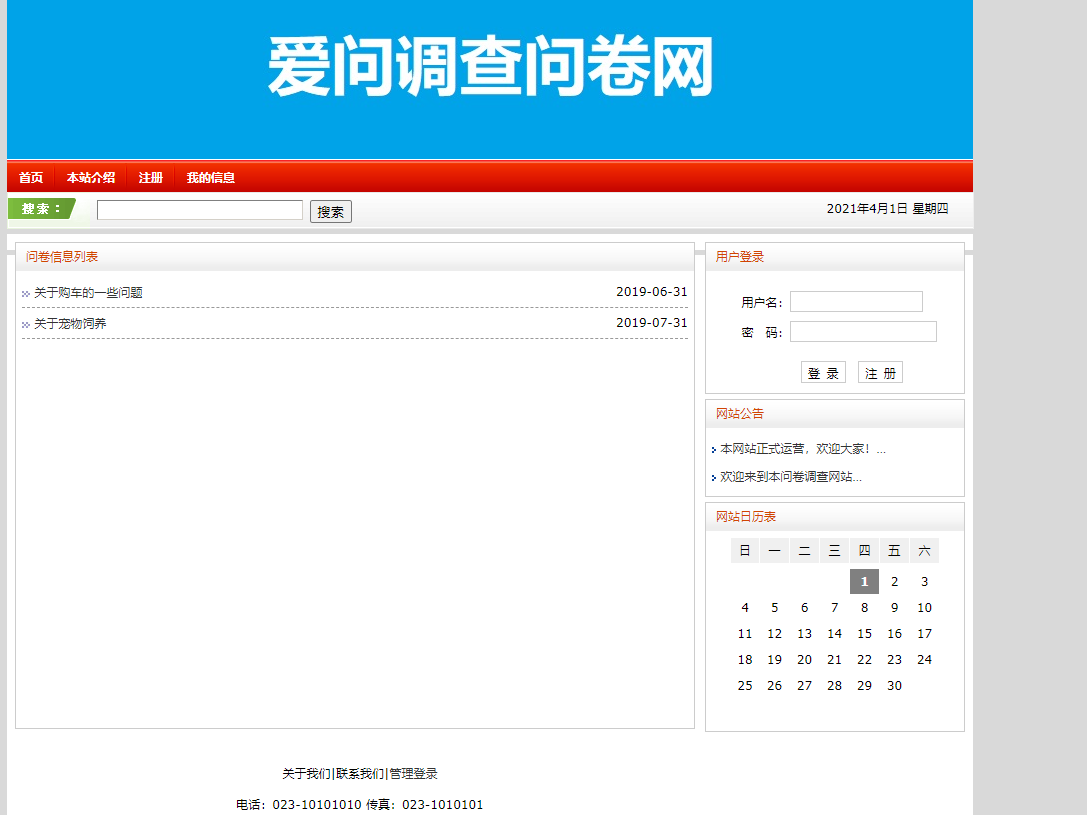 爱问调查问卷网
首页 本站介绍 注册 我的信息
搜索： 搜索 2021年4月1日 星期四
问卷信息列表
关于购车的一些问题 2019-06-31
关于宠物饲养 2019-07-31
用户登录
用户名：
密 码：
登 录 注 册
网站公告
本网站正式运营，欢迎大家！...
欢迎来到本问卷调查网站...
网站日历表
日 一 二 三 四 五 六
1 2 3
4 5 6 7 8 9 10
11 12 13 14 15 16 17
18 19 20 21 22 23 24
25 26 27 28 29 30
关于我们|联系我们|管理登录
电话：023-10101010 传真：023-1010101